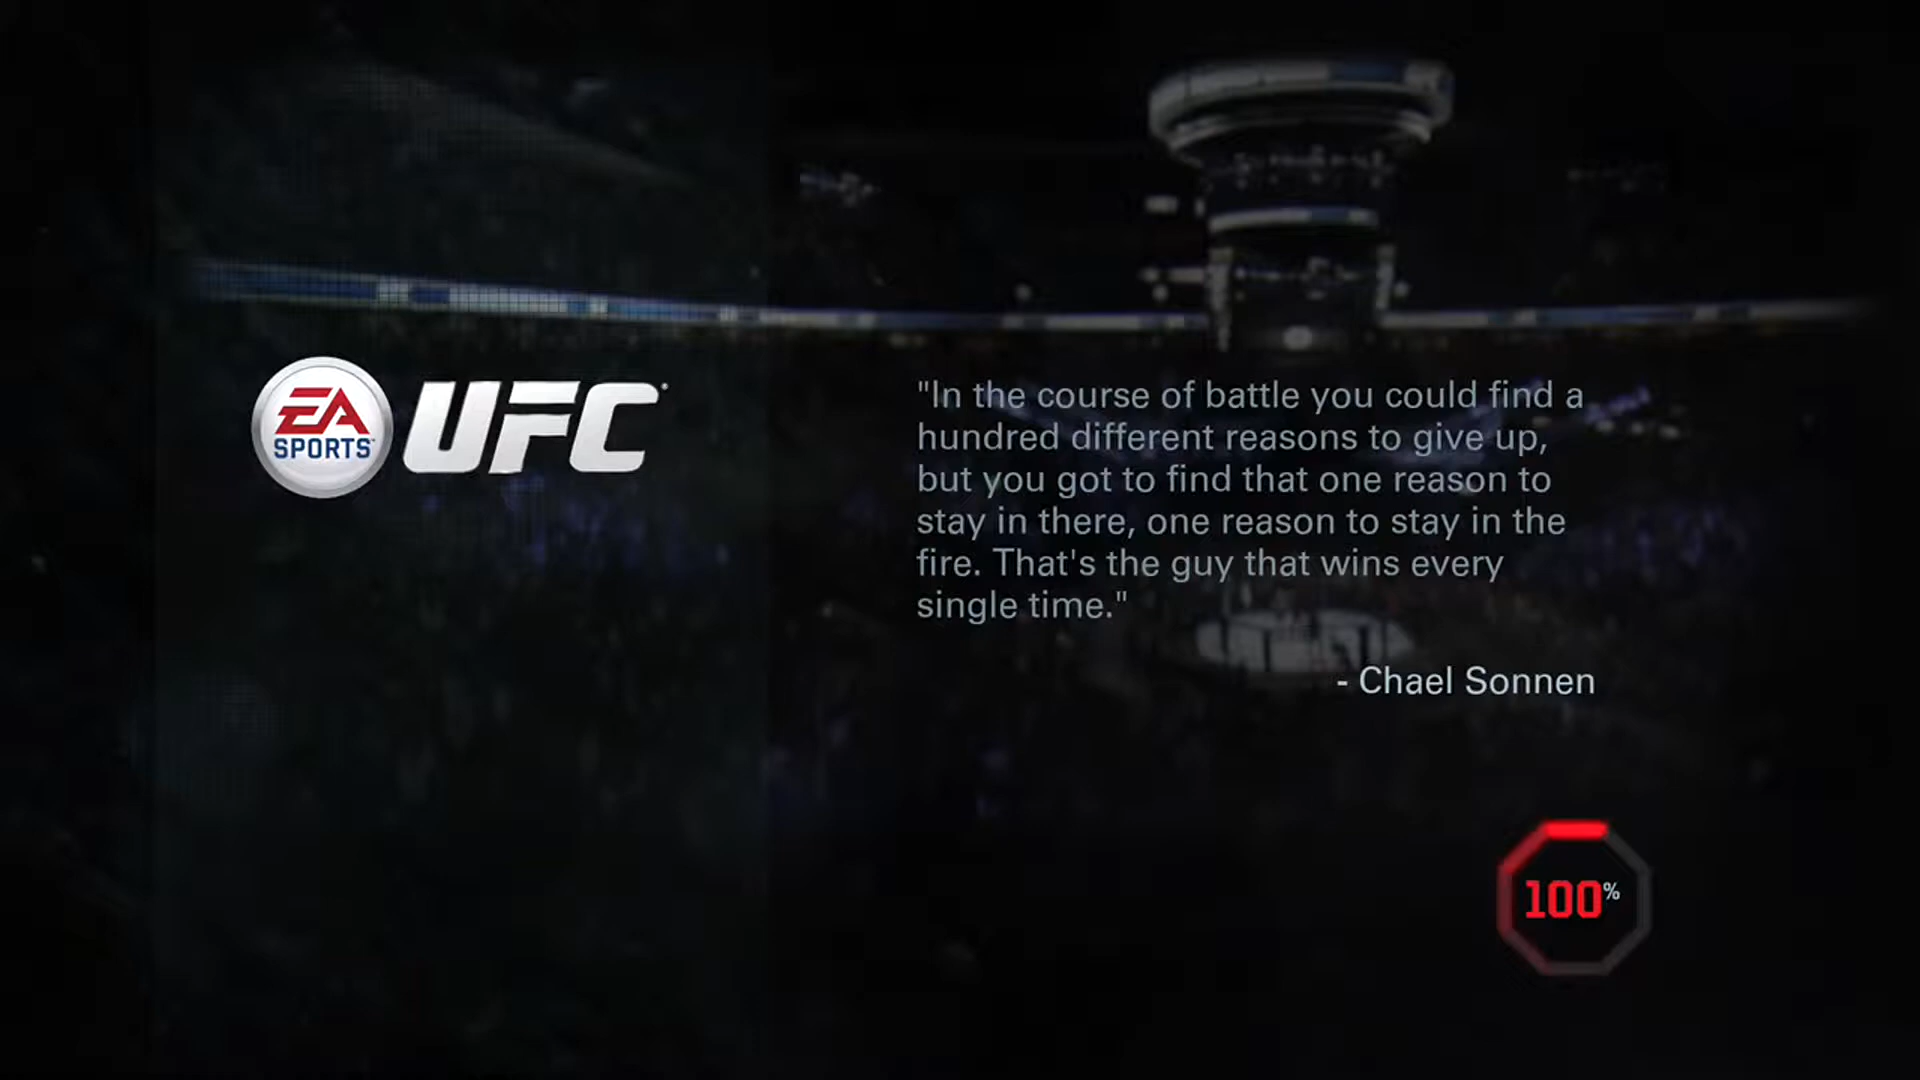 EA
SPORTS
UFC
"In the course of battle you could find a
hundred different reasons to give up,
but you got to find that one reason to
stay in there, one reason to stay in the
fire. That's the guy that wins every
single time."
- Chael Sonnen
100%